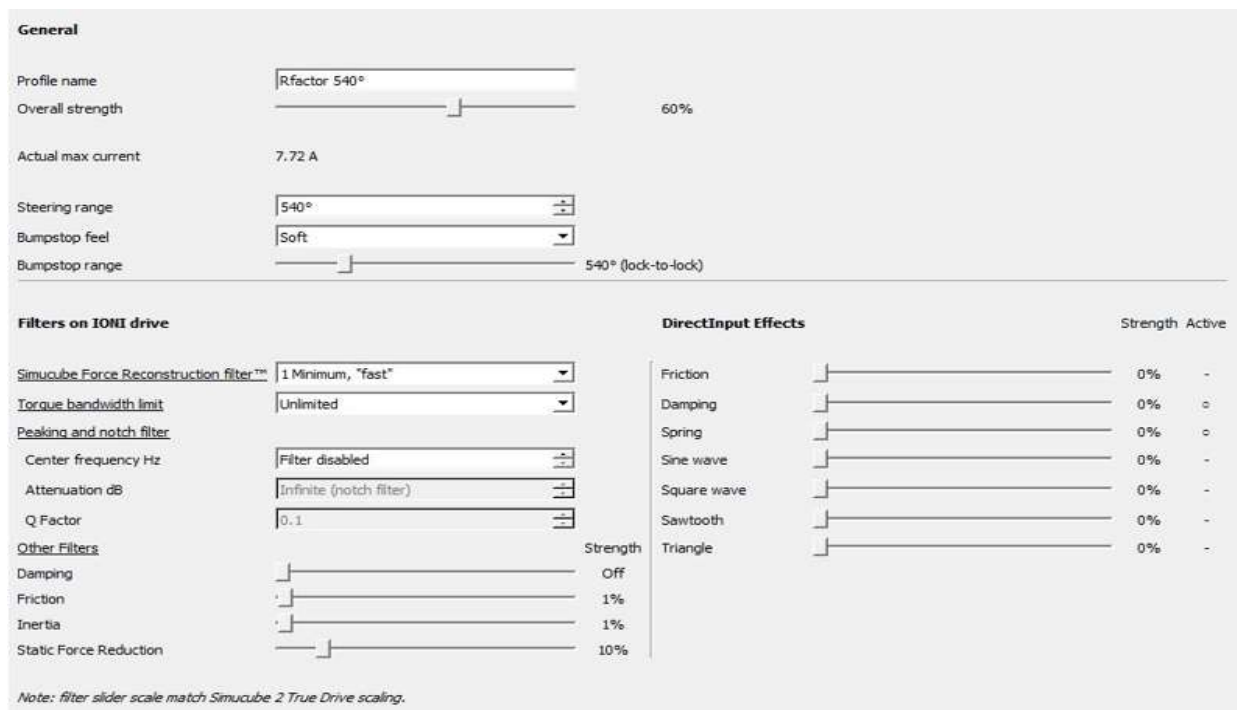 General
Profile name Rfactor 540°
Overall strength 60%
Actual max current 7.72 A
Steering range 540°
Bumpstop feel Soft
Bumpstop range 540° (lock-to-lock)
Filters on IONI drive
Simucube Force Reconstruction filter™ 1 Minimum, "fast"
Torque bandwidth limit Unlimited
Peaking and notch filter
Center frequency Hz Filter disabled
Attenuation dB Infinite (notch filter)
Q Factor 0.1
Other Filters Strength
Damping Off
Friction 1%
Inertia 1%
Static Force Reduction 10%
DirectInput Effects Strength Active
Friction 0% -
Damping 0% o
Spring 0% o
Sine wave 0% -
Square wave 0% -
Sawtooth 0% -
Triangle 0% -
Note: filter slider scale match Simucube 2 True Drive scaling.